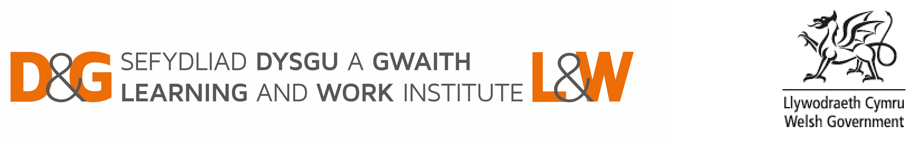 D&G SEFYDLIAD DYSGU A GWAITH
LEARNING AND WORK INSTITUTE L&W
Llywodraeth Cymru
Welsh Government